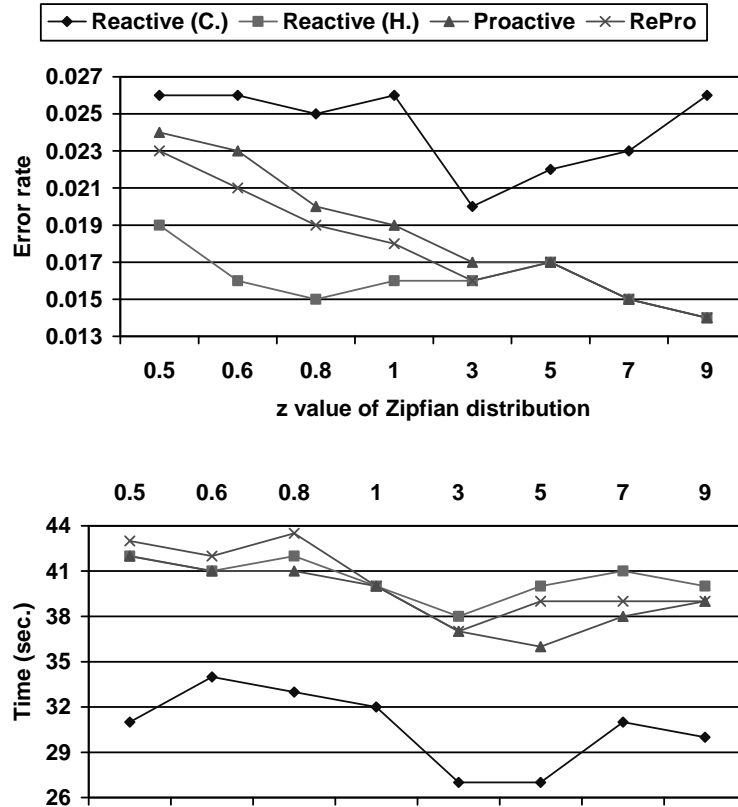 Reactive (C.) Reactive (H.) Proactive RePro
0.027
0.025
0.023
0.021
0.019
0.017
0.015
0.013
Error rate
0.5 0.6 0.8 1 3 5 7 9
z value of Zipfian distribution
0.5 0.6 0.8 1 3 5 7 9
44
41
38
35
32
29
26
Time (sec.)